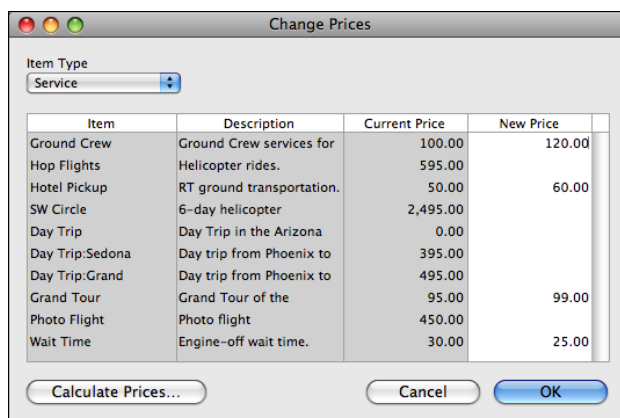 Change Prices
Item Type
Service
Item Description Current Price New Price
Ground Crew Ground Crew services for 100.00 120.00
Hop Flights Helicopter rides. 595.00
Hotel Pickup RT ground transportation. 50.00 60.00
SW Circle 6-day helicopter 2,495.00
Day Trip Day Trip in the Arizona 0.00
Day Trip:Sedona Day trip from Phoenix to 395.00
Day Trip:Grand Day trip from Phoenix to 495.00
Grand Tour Grand Tour of the 95.00 99.00
Photo Flight Photo flight 450.00
Wait Time Engine-off wait time. 30.00 25.00
Calculate Prices... Cancel OK